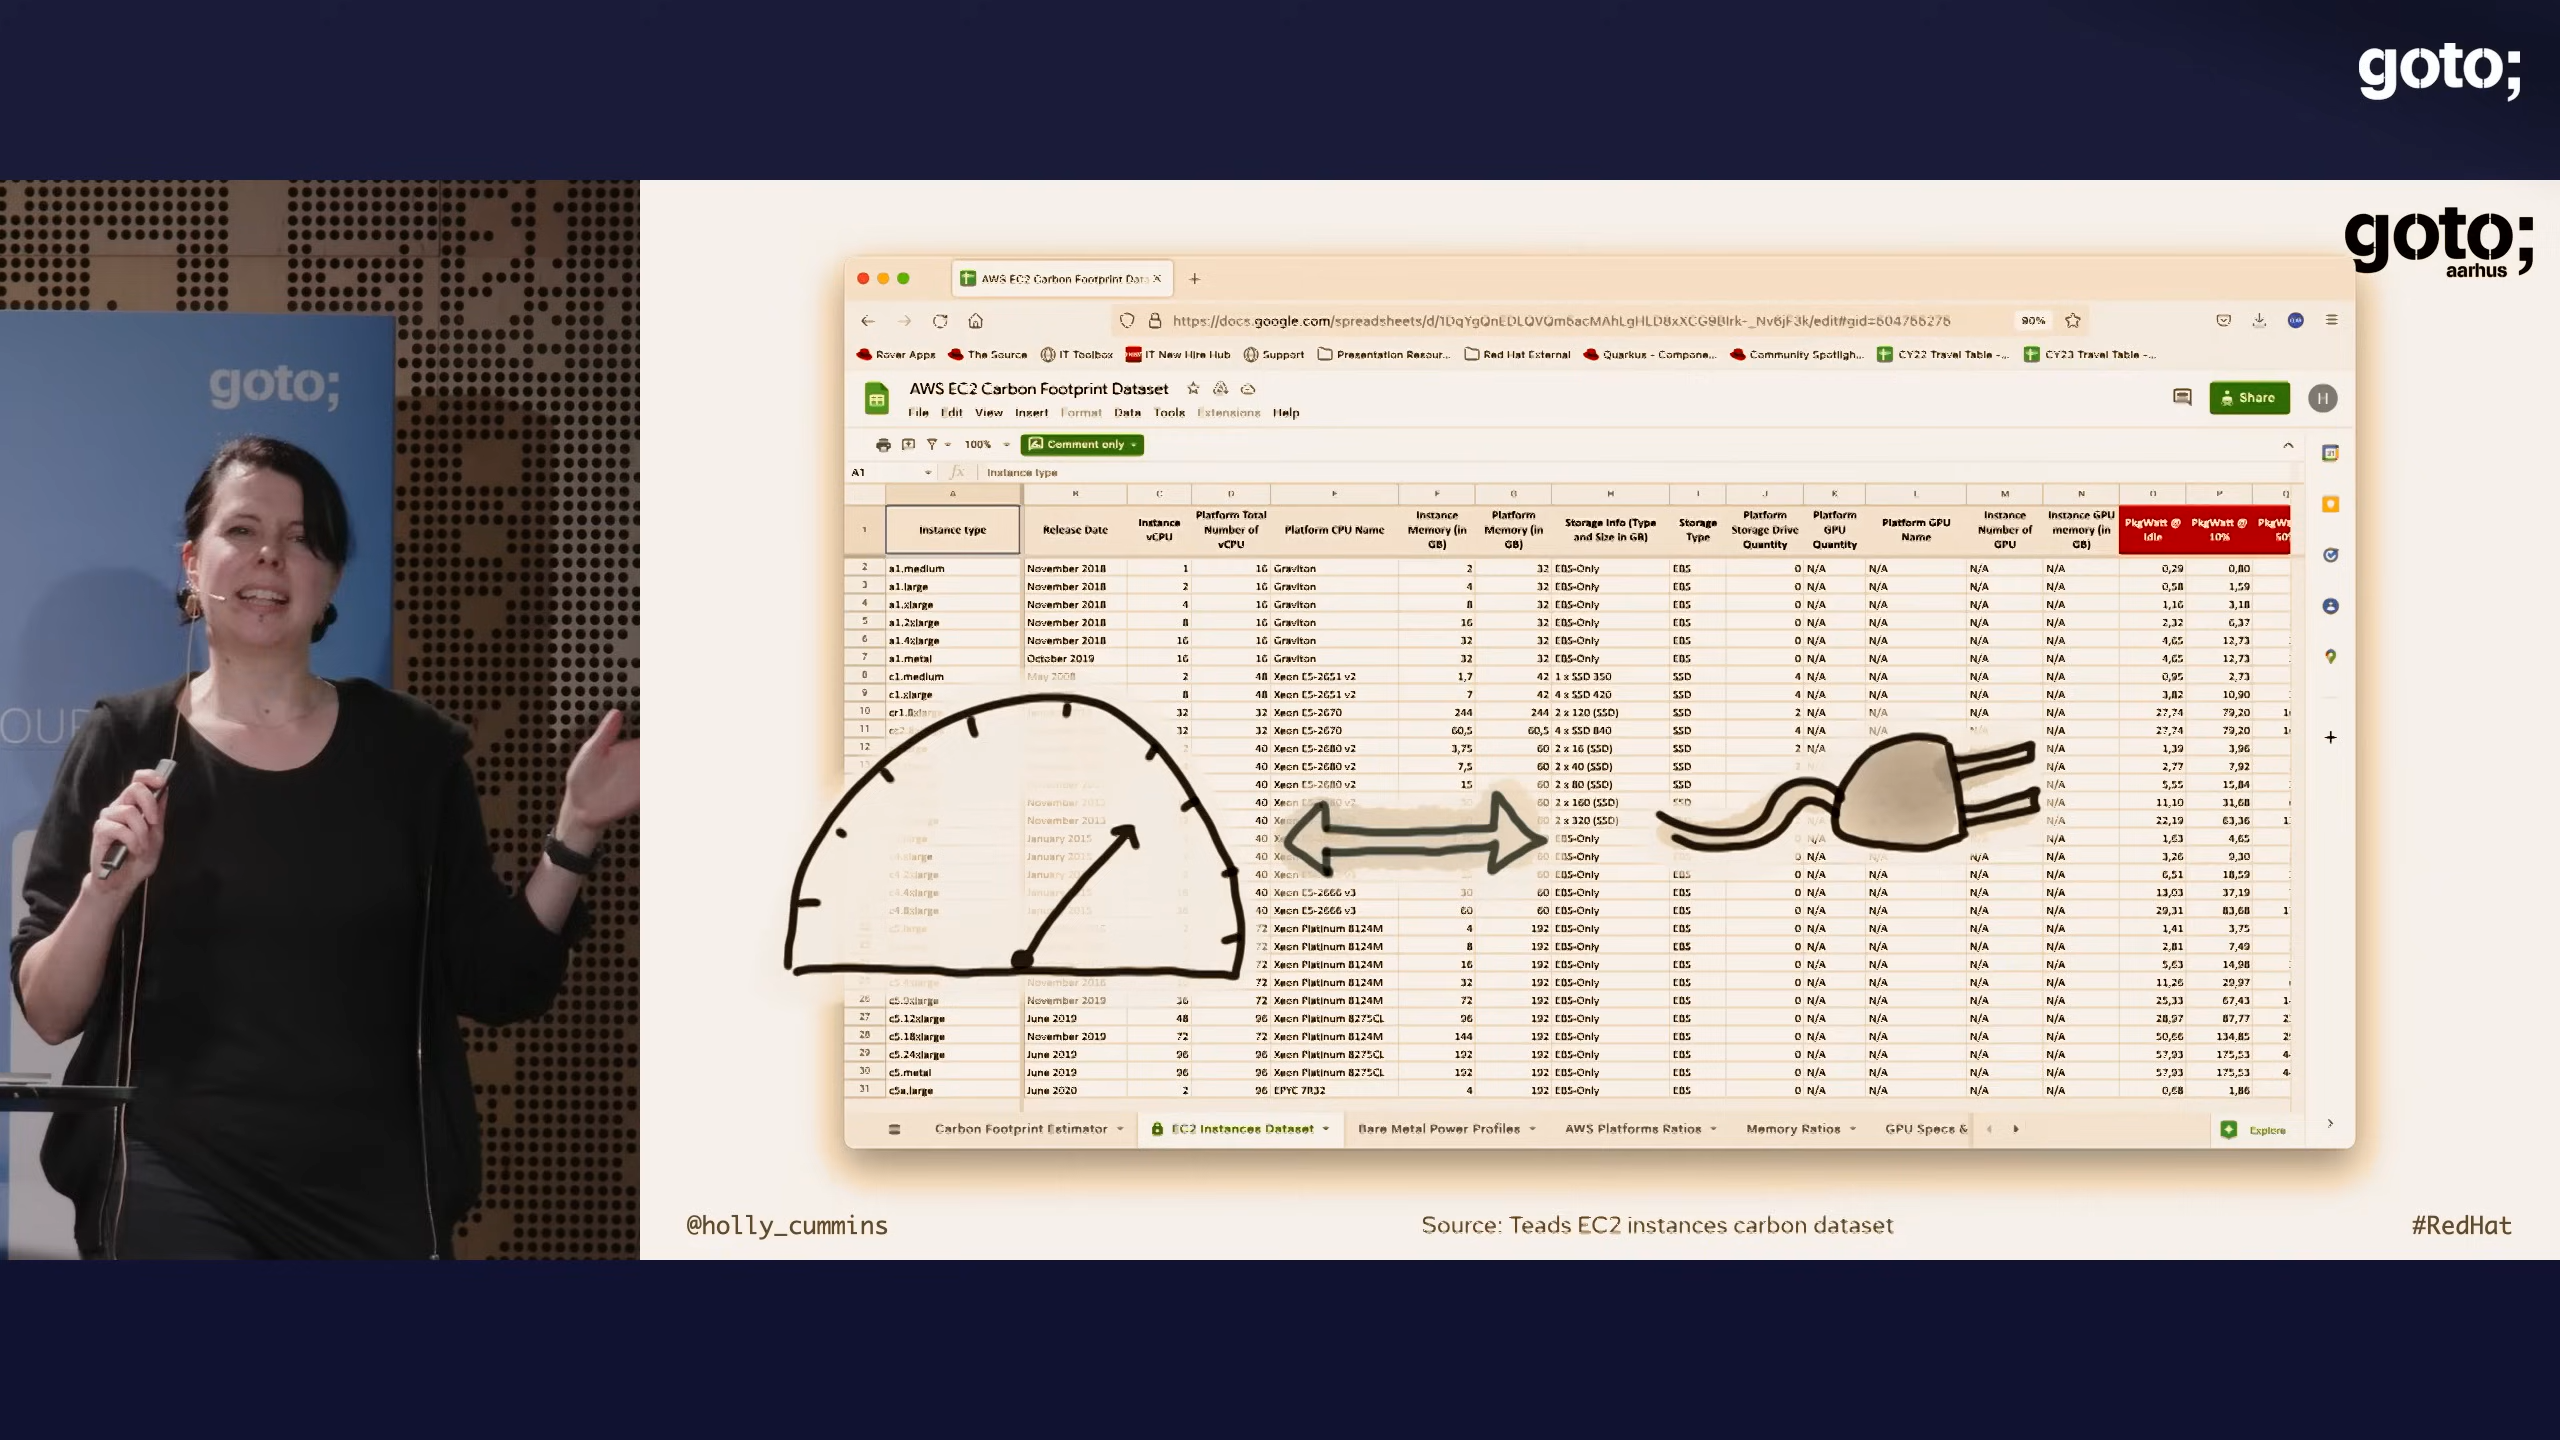 goto;
goto;
aarhus
goto;
OUR
AWS EC2 Carbon Footprint Data
https://docs.google.com/spreadsheets/d/
90%
Rover Apps The Source IT Toolbox IT New Hire Hub Support Presentation Resour... Red Hat External Quarkus - Compane... Community Spotligh... CY22 Travel Table -... CY23 Travel Table -...
AWS EC2 Carbon Footprint Dataset
Share
H
File Edit View Insert Format Data Tools Extensions Help
100% Comment only
A1 fx Instance type
A B C D E F G H I J K L M N O P Q
1 Instance type Release Date Instance vCPU Platform Total Number of vCPU Platform CPU Name Instance Memory (in GB) Platform Memory (in GB) Storage Info (Type and Size in GB) Storage Type Platform Storage Drive Quantity Platform GPU Quantity Platform GPU Name Instance Number of GPU Instance GPU memory (in GB) PkgWatt @ Idle PkgWatt @ 10% PkgW 50%
2 a1.medium November 2018 1 16 Graviton 2 32 EBS-Only EBS 0 N/A N/A N/A N/A 0,29 0,80
3 a1.large November 2018 2 16 Graviton 4 32 EBS-Only EBS 0 N/A N/A N/A N/A 0,58 1,59
4 a1.xlarge November 2018 4 16 Graviton 8 32 EBS-Only EBS 0 N/A N/A N/A N/A 1,16 3,18
5 a1.2xlarge November 2018 8 16 Graviton 16 32 EBS-Only EBS 0 N/A N/A N/A N/A 2,32 6,37
6 a1.4xlarge November 2018 16 16 Graviton 32 32 EBS-Only EBS 0 N/A N/A N/A N/A 4,65 12,73
7 a1.metal October 2019 16 16 Graviton 32 32 EBS-Only EBS 0 N/A N/A N/A N/A 4,65 12,73
8 c1.medium May 2008 2 48 Xeon E5-2651 v2 1,7 42 1 x SSD 350 SSD 4 N/A N/A N/A N/A 0,95 2,73
9 c1.xlarge 8 48 Xeon E5-2651 v2 7 42 4 x SSD 420 SSD 4 N/A N/A N/A N/A 3,82 10,90
10 cr1.8xlarge 32 32 Xeon E5-2670 244 244 2 x 120 (SSD) SSD 2 N/A N/A N/A N/A 27,74 79,20
11 32 32 Xeon E5-2670 60,5 60,5 4 x SSD 840 SSD 4 N/A N/A N/A 27,74 79,20
12 40 Xeon E5-2680 v2 3,75 60 2 x 16 (SSD) SSD 2 N/A N/A 1,39 3,96
40 Xeon E5-2680 v2 7,5 60 2 x 40 (SSD) SSD N/A 2,77 7,92
40 Xeon E5-2680 v2 15 60 2 x 80 (SSD) SSD N/A 5,55 15,84
November 40 60 2 x 160 (SSD) SSD N/A 11,10 31,68
November 2013 40 60 2 x 320 (SSD) N/A 22,19 63,36
January 2015 40 EBS-Only N/A 1,63 4,65
January 2015 40 60 EBS-Only 0 N/A N/A N/A N/A 3,26 9,30
January 40 60 EBS-Only EBS 0 N/A N/A N/A N/A 6,51 18,59
c4.4xlarge January 40 Xeon E5-2666 v3 30 60 EBS-Only EBS 0 N/A N/A N/A N/A 13,03 37,19
c4.8xlarge January 2015 40 Xeon E5-2666 v3 60 60 EBS-Only EBS 0 N/A N/A N/A N/A 29,31 83,68
c5.large 72 Xeon Platinum 8124M 4 192 EBS-Only EBS 0 N/A N/A N/A N/A 1,41 3,75
72 Xeon Platinum 8124M 8 192 EBS-Only EBS 0 N/A N/A N/A N/A 2,81 7,49
72 Xeon Platinum 8124M 16 192 EBS-Only EBS 0 N/A N/A N/A N/A 5,63 14,98
November 72 Xeon Platinum 8124M 32 192 EBS-Only EBS 0 N/A N/A N/A N/A 11,26 29,97
26 c5.9xlarge November 2019 36 72 Xeon Platinum 8124M 72 192 EBS-Only EBS 0 N/A N/A N/A N/A 25,33 67,43
27 c5.12xlarge June 2019 48 96 Xeon Platinum 8275CL 96 192 EBS-Only EBS 0 N/A N/A N/A N/A 28,97 87,77
28 c5.18xlarge November 2019 72 72 Xeon Platinum 8124M 144 192 EBS-Only EBS 0 N/A N/A N/A N/A 50,66 134,85
29 c5.24xlarge June 2019 96 96 Xeon Platinum 8275CL 192 192 EBS-Only EBS 0 N/A N/A N/A N/A 57,93 175,53
30 c5.metal June 2019 96 96 Xeon Platinum 8275CL 192 192 EBS-Only EBS 0 N/A N/A N/A N/A 57,93 175,53
31 c5a.large June 2020 2 96 EPYC 7R32 4 192 EBS-Only EBS 0 N/A N/A N/A N/A 0,68 1,86
Carbon Footprint Estimator EC2 Instances Dataset Bare Metal Power Profiles AWS Platforms Ratios Memory Ratios GPU Specs & Explore
@holly_cummins Source: Teads EC2 instances carbon dataset #RedHat